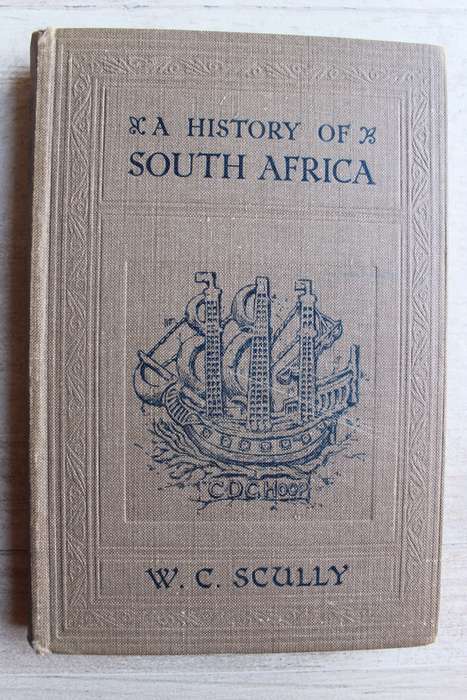 A HISTORY OF
SOUTH AFRICA
C D G HOOP
W. C. SCULLY